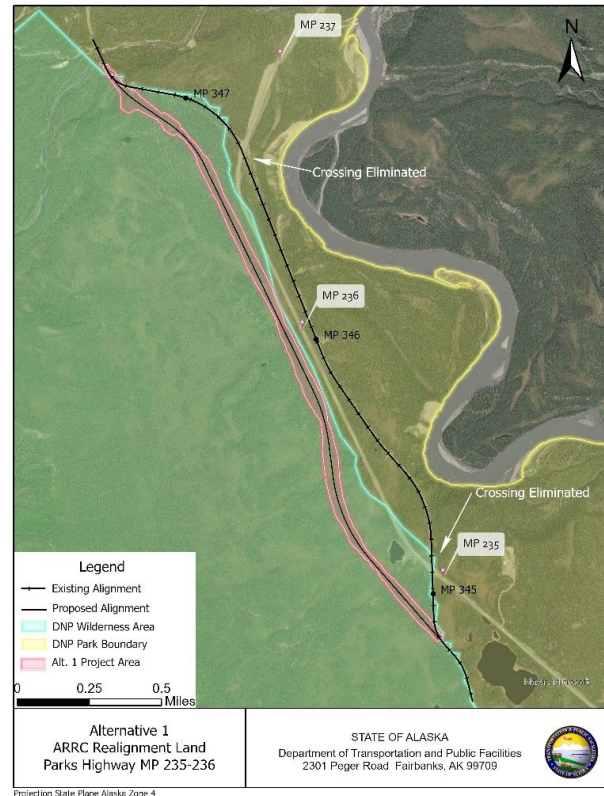 MP 237
N
MP 347
Crossing Eliminated
MP 236
MP 346
Crossing Eliminated
MP 235
MP 345
Legend
Existing Alignment
Proposed Alignment
DNP Wilderness Area
DNP Park Boundary
Alt. 1 Project Area
0 0.25 0.5
Miles
Alternative 1
ARRC Realignment Land
Parks Highway MP 235-236
STATE OF ALASKA
Department of Transportation and Public Facilities
2301 Peger Road Fairbanks, AK 99709
Projection State Plane Alaska Zone 4